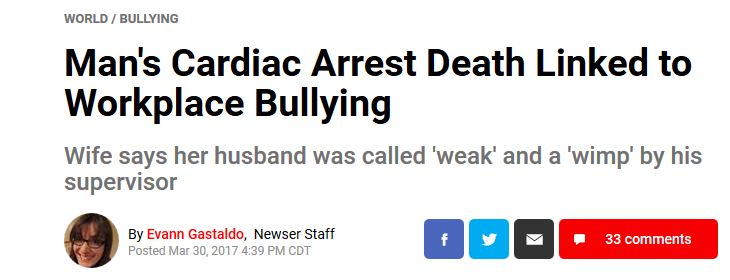 WORLD / BULLYING
Man's Cardiac Arrest Death Linked to
Workplace Bullying
Wife says her husband was called 'weak' and a 'wimp' by his
supervisor
By Evann Gastaldo, Newser Staff
Posted Mar 30, 2017 4:39 PM CDT
33 comments